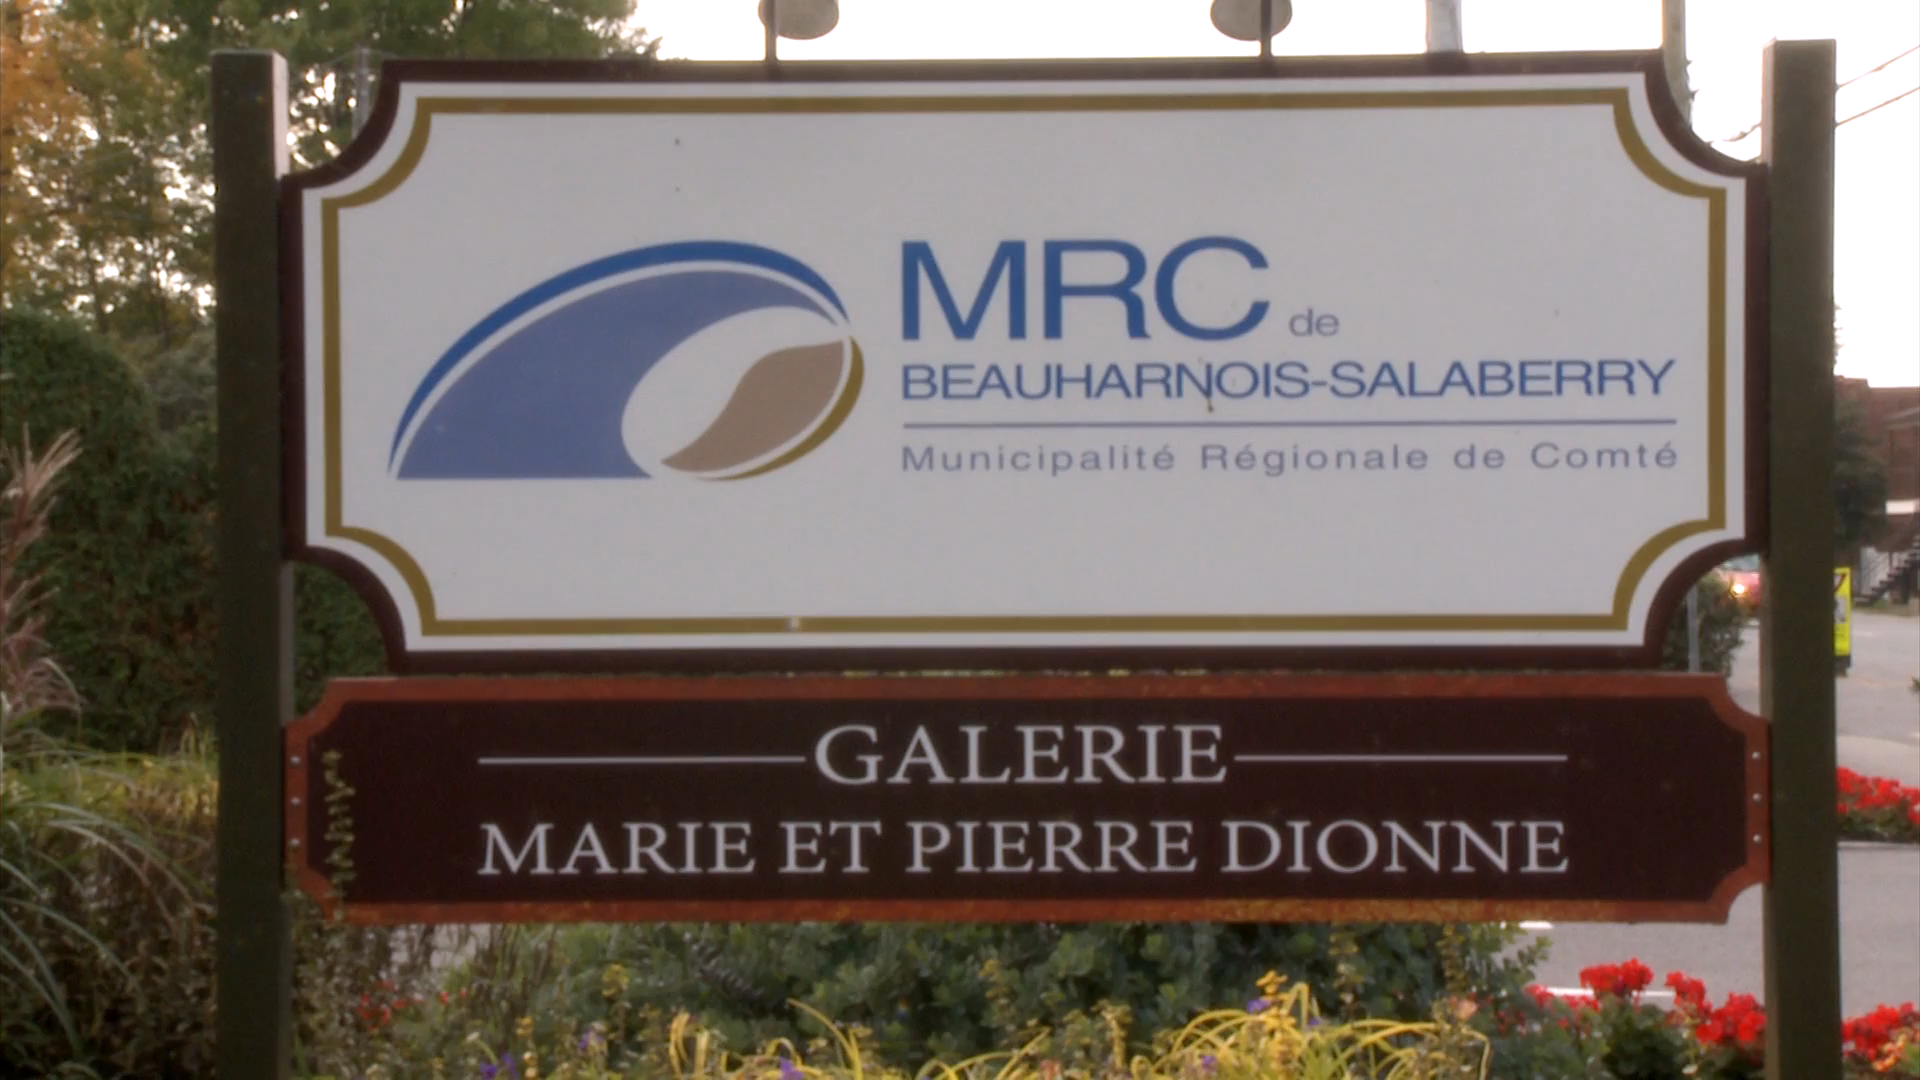 MRC de
BEAUHARNOIS-SALABERRY
Municipalité Régionale de Comté
GALERIE
MARIE ET PIERRE DIONNE